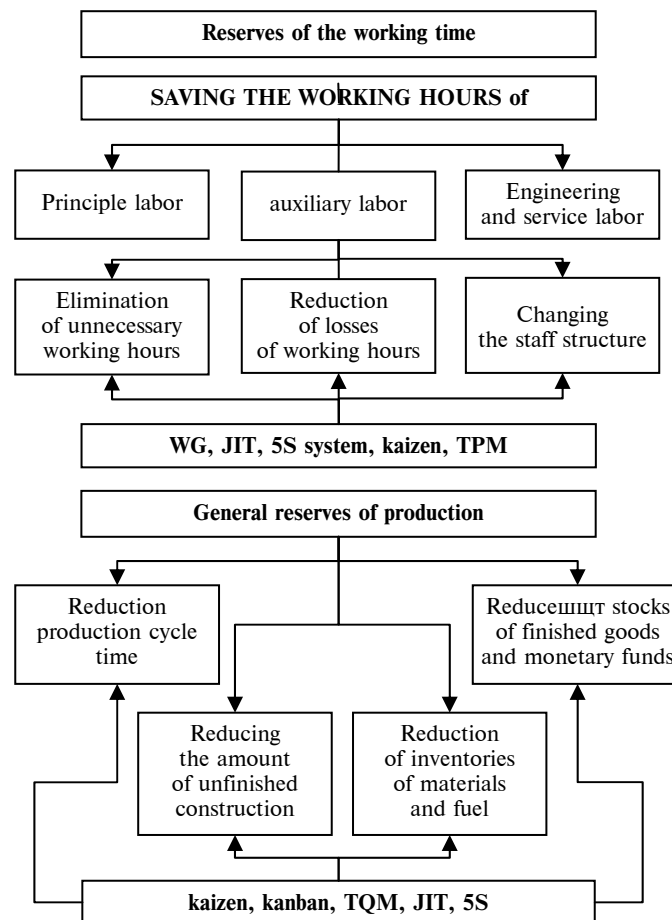 Reserves of the working time
SAVING THE WORKING HOURS of
Principle labor
auxiliary labor
Engineering
and service labor
Elimination
of unnecessary
working hours
Reduction
of losses
of working hours
Changing
the staff structure
WG, JIT, 5S system, kaizen, TPM
General reserves of production
Reduction
production cycle
time
Reduceшщт stocks
of finished goods
and monetary funds
Reducing
the amount
of unfinished
construction
Reduction
of inventories
of materials
and fuel
kaizen, kanban, TQM, JIT, 5S